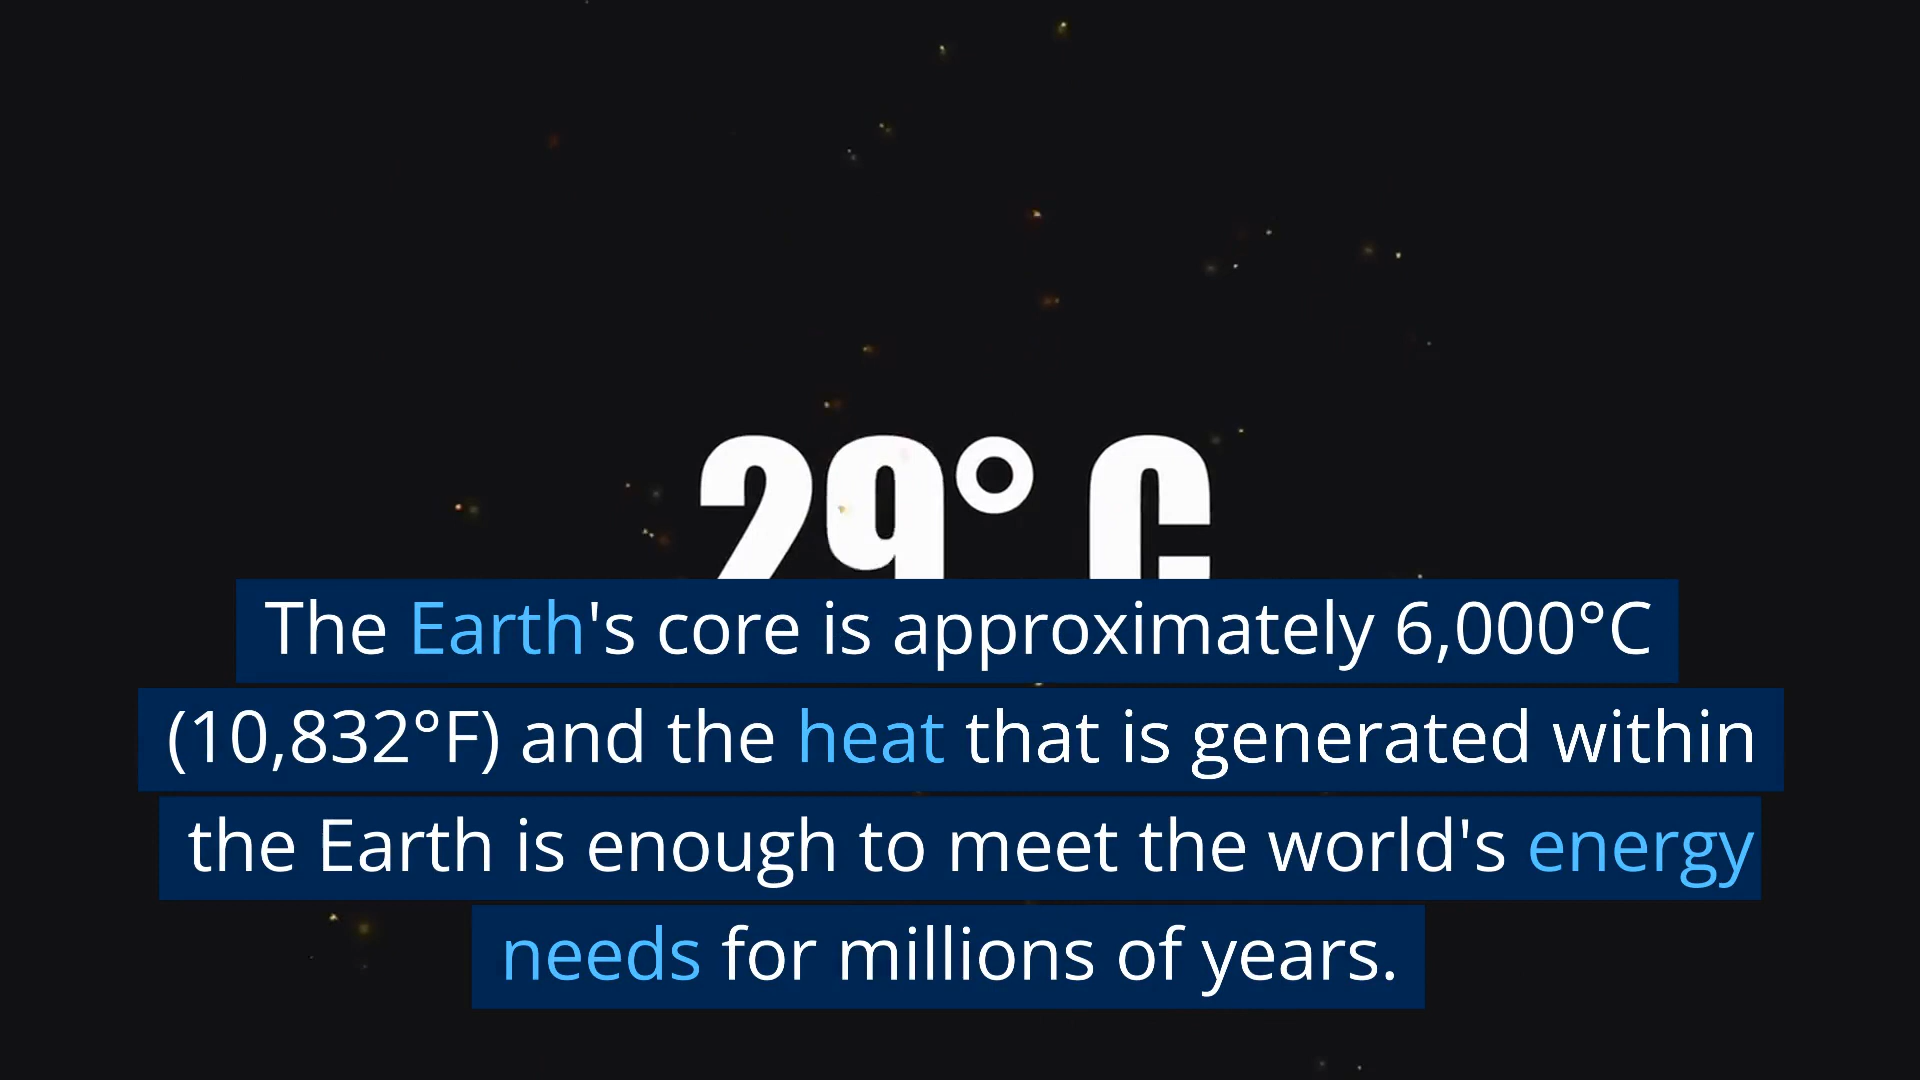 29° C
The Earth's core is approximately 6,000°C
(10,832°F) and the heat that is generated within
the Earth is enough to meet the world's energy
needs for millions of years.